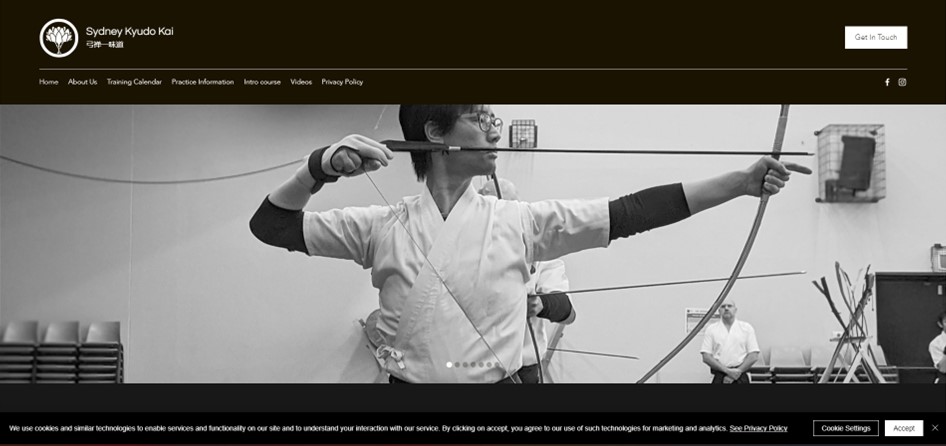 Sydney Kyudo Kai
弓禅一味道
Get In Touch
Home About Us Training Calendar Practice Information Intro course Videos Privacy Policy
We use cookies and similar technologies to enable services and functionality on our site and to understand your interaction with our service. By clicking on accept, you agree to our use of such technologies for marketing and analytics. See Privacy Policy
Cookie Settings
Accept